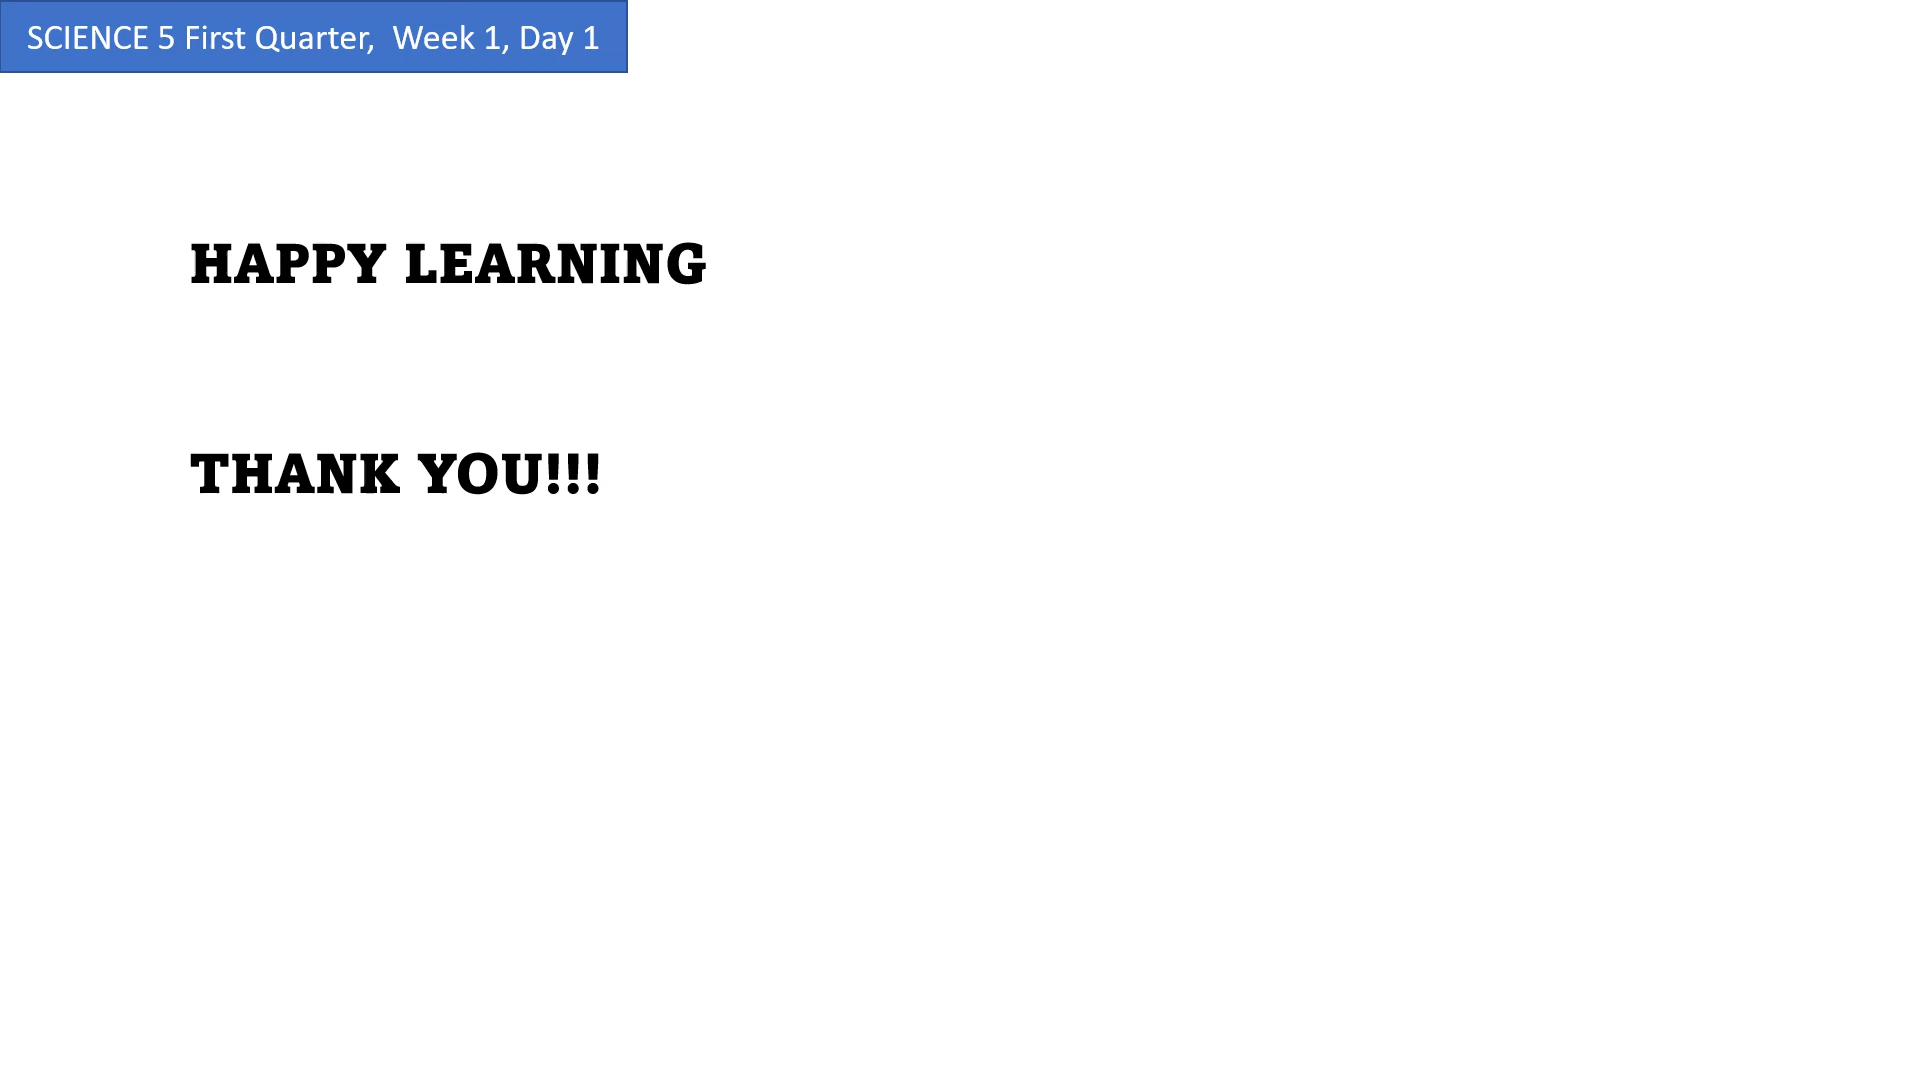 SCIENCE 5 First Quarter,  Week 1, Day 1
HAPPY LEARNING
THANK YOU!!!